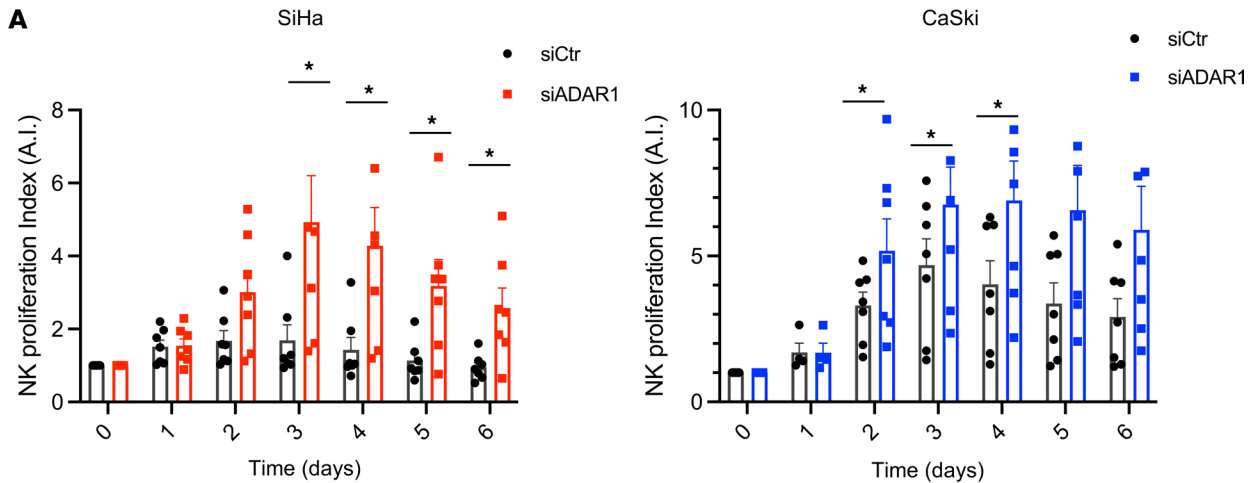 A
SiHa
siCtr
siADAR1
*
*
*
*
NK proliferation Index (A.I.)
8
6
4
2
0
0 1 2 3 4 5 6
Time (days)
CaSki
siCtr
siADAR1
*
*
*
NK proliferation Index (A.I.)
10
5
0
0 1 2 3 4 5 6
Time (days)